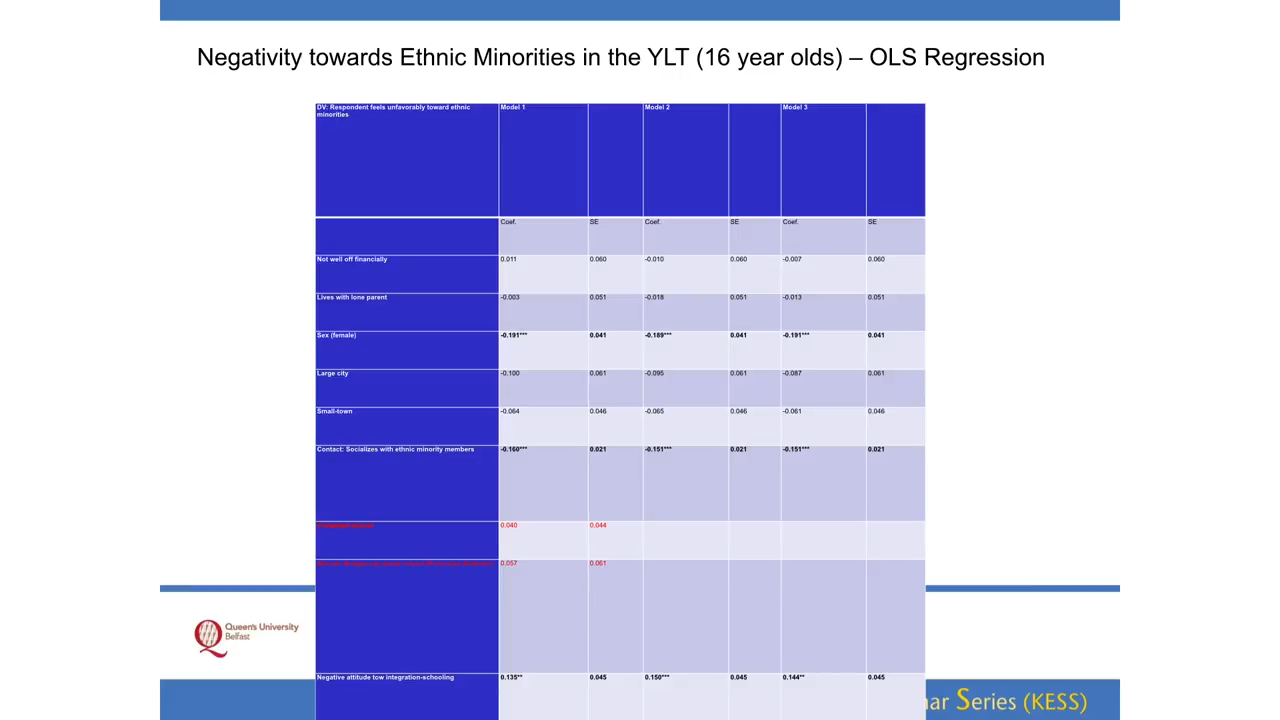 Negativity towards Ethnic Minorities in the YLT (16 year olds) – OLS Regression
DV: Respondent feels unfavorably toward ethnic minorities Model 1 Model 2 Model 3
Coef. SE Coef. SE Coef. SE
Not well off financially 0.011 0.060 -0.010 0.060 -0.007 0.060
Lives with lone parent -0.003 0.051 -0.018 0.051 -0.013 0.051
Sex (female) -0.191*** 0.041 -0.189*** 0.041 -0.191*** 0.041
Large city -0.100 0.061 -0.095 0.061 -0.087 0.061
Small-town -0.064 0.046 -0.065 0.046 -0.061 0.046
Contact: Socializes with ethnic minority members -0.160*** 0.021 -0.151*** 0.021 -0.151*** 0.021
0.040 0.044
0.057 0.061
Negative attitude tow integration-schooling 0.135** 0.045 0.150*** 0.045 0.144** 0.045
Queen's University
Belfast
Series (KESS)